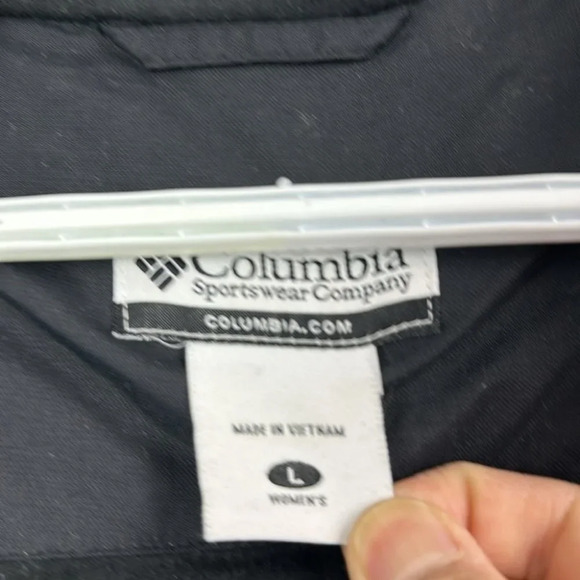 Columbia
Sportswear Company
COLUMBIA.COM
MADE IN VIETNAM
L
WOMEN'S